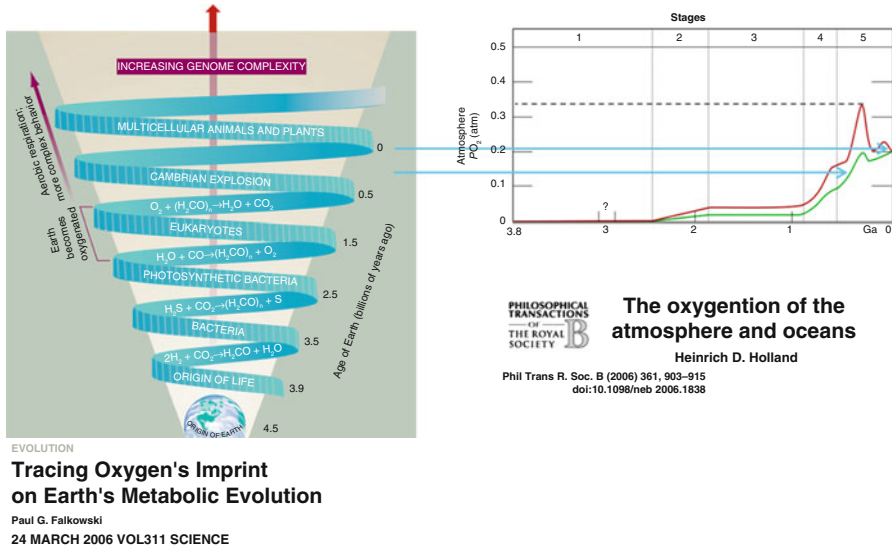 INCREASING GENOME COMPLEXITY
Aerobic respiration:
more complex behavior
MULTICELLULAR ANIMALS AND PLANTS
0
CAMBRIAN EXPLOSION
0.5
O2 + (H2CO)n→H2O + CO2
Earth
becomes
oxygenated
EUKARYOTES
1.5
H2O + CO→(H2CO)n + O2
PHOTOSYNTHETIC BACTERIA
2.5
H2S + CO2→(H2CO)n + S
BACTERIA
3.5
2H2 + CO2→H2CO + H2O
ORIGIN OF LIFE
3.9
ORIGIN OF EARTH
4.5
Age of Earth (billions of years ago)
EVOLUTION
Tracing Oxygen's Imprint
on Earth's Metabolic Evolution
Paul G. Falkowski
24 MARCH 2006 VOL311 SCIENCE
Stages
1 2 3 4 5
Atmosphere
PO2 (atm)
0.5
0.4
0.3
0.2
0.1
0
?
3.8 3 2 1 Ga 0
PHILOSOPHICAL
TRANSACTIONS
OF
THE ROYAL
SOCIETY
B
The oxygention of the
atmosphere and oceans
Heinrich D. Holland
Phil Trans R. Soc. B (2006) 361, 903–915
doi:10.1098/neb 2006.1838